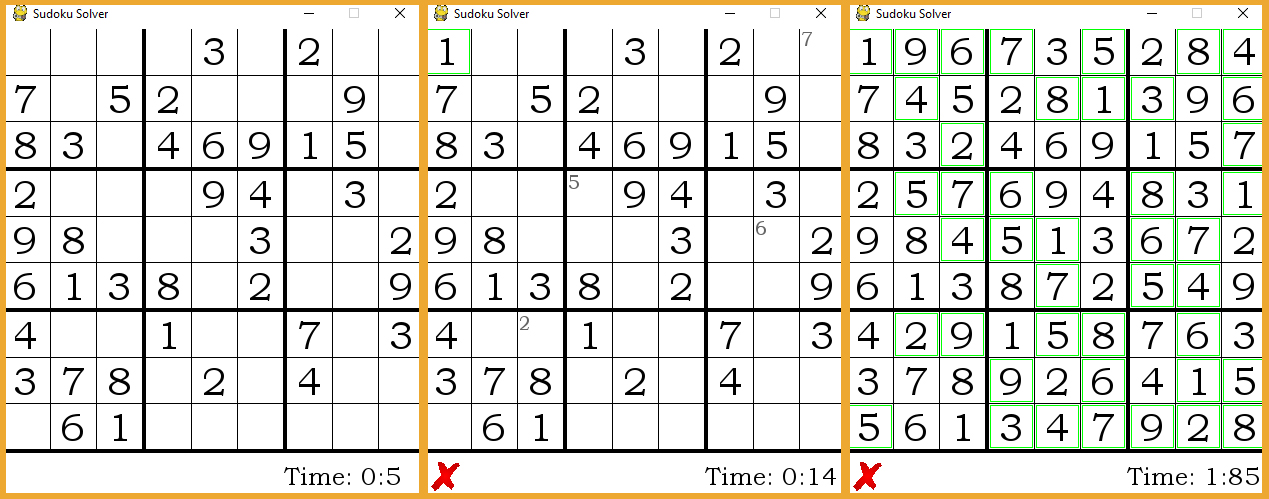 Sudoku Solver
3 2
7 5 2 9
8 3 4 6 9 1 5
2 9 4 3
9 8 3 2
6 1 3 8 2 9
4 1 7 3
3 7 8 2 4
6 1
Time: 0:5
Sudoku Solver
1 3 2 7
7 5 2 9
8 3 4 6 9 1 5
2 5 9 4 3
9 8 3 6 2
6 1 3 8 2 9
4 2 1 7 3
3 7 8 2 4
6 1
Time: 0:14
Sudoku Solver
1 9 6 7 3 5 2 8 4
7 4 5 2 8 1 3 9 6
8 3 2 4 6 9 1 5 7
2 5 7 6 9 4 8 3 1
9 8 4 5 1 3 6 7 2
6 1 3 8 7 2 5 4 9
4 2 9 1 5 8 7 6 3
3 7 8 9 2 6 4 1 5
5 6 1 3 4 7 9 2 8
Time: 1:85